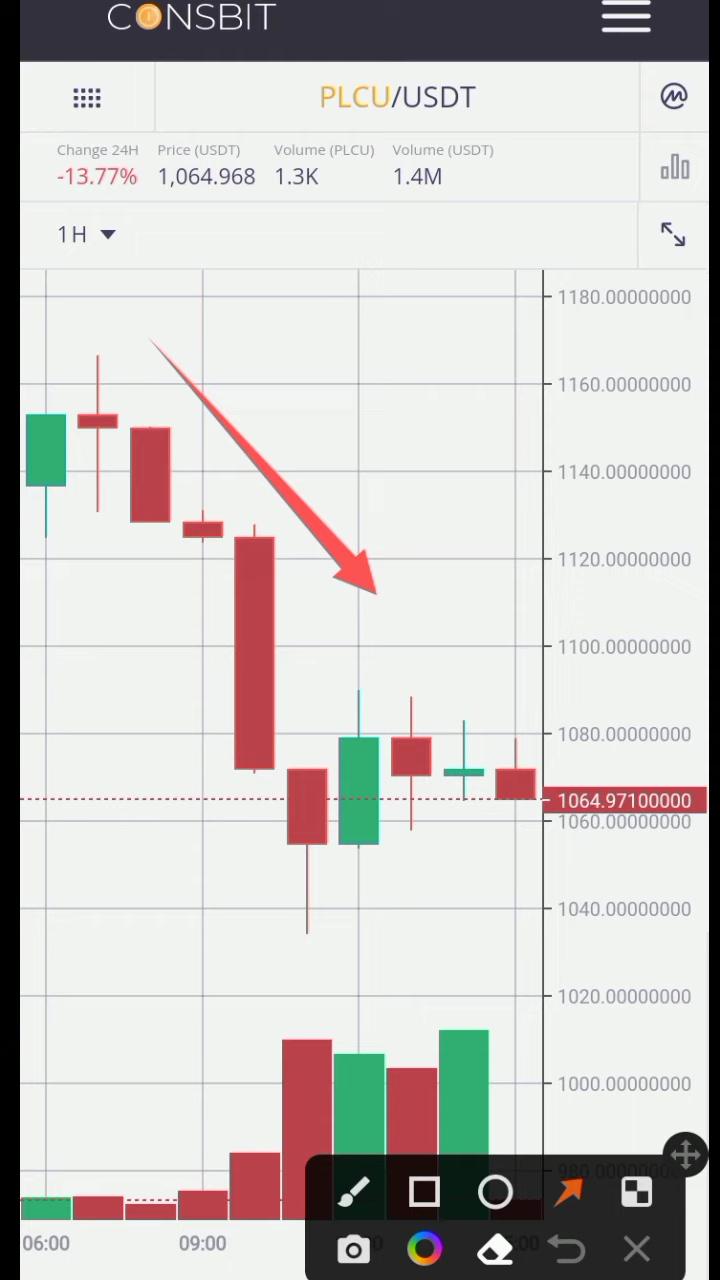 CONSBIT
PLCU/USDT
Change 24H Price (USDT) Volume (PLCU) Volume (USDT)
-13.77% 1,064.968 1.3K 1.4M
1H
1180.00000000
1160.00000000
1140.00000000
1120.00000000
1100.00000000
1080.00000000
1064.97100000
1060.00000000
1040.00000000
1020.00000000
1000.00000000
980.00000000
06:00 09:00